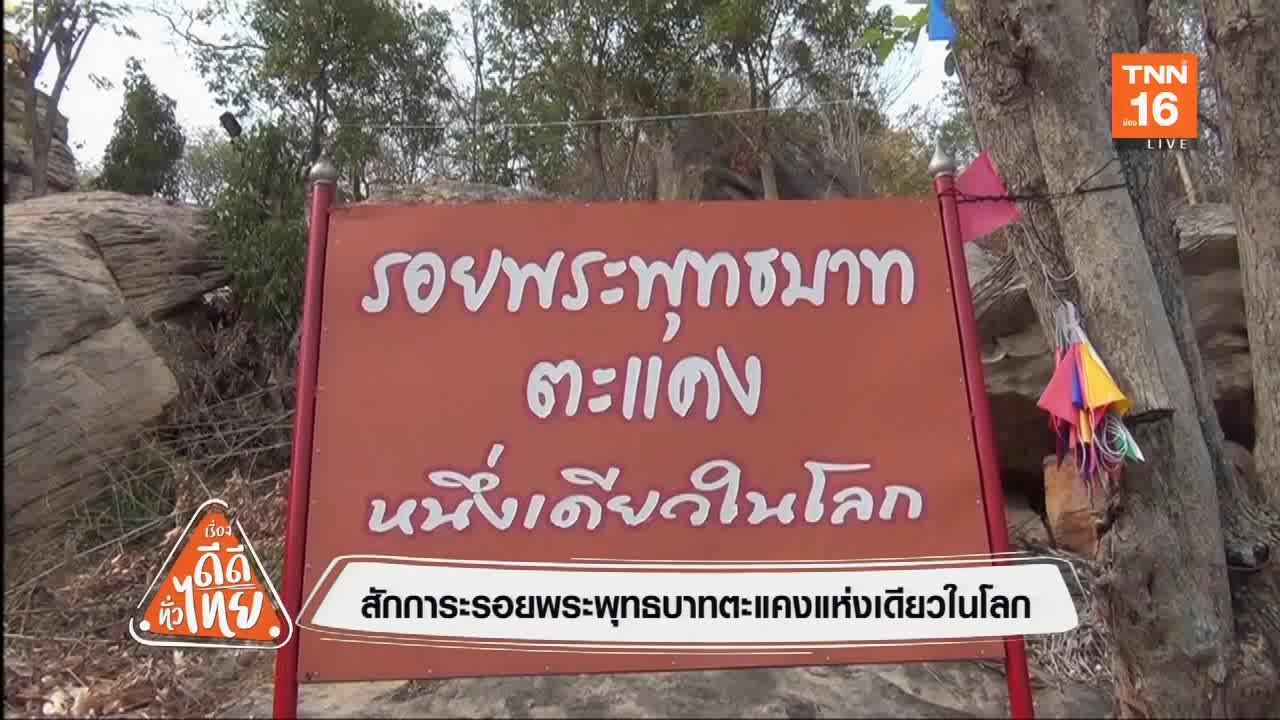 TNN
ช่อง 16
LIVE
รอยพระพุทธบาท
ตะแคง
หนึ่งเดียวในโลก
เรื่อง
ดีดี
ทั่วไทย
สักการะรอยพระพุทธบาทตะแคงแห่งเดียวในโลก